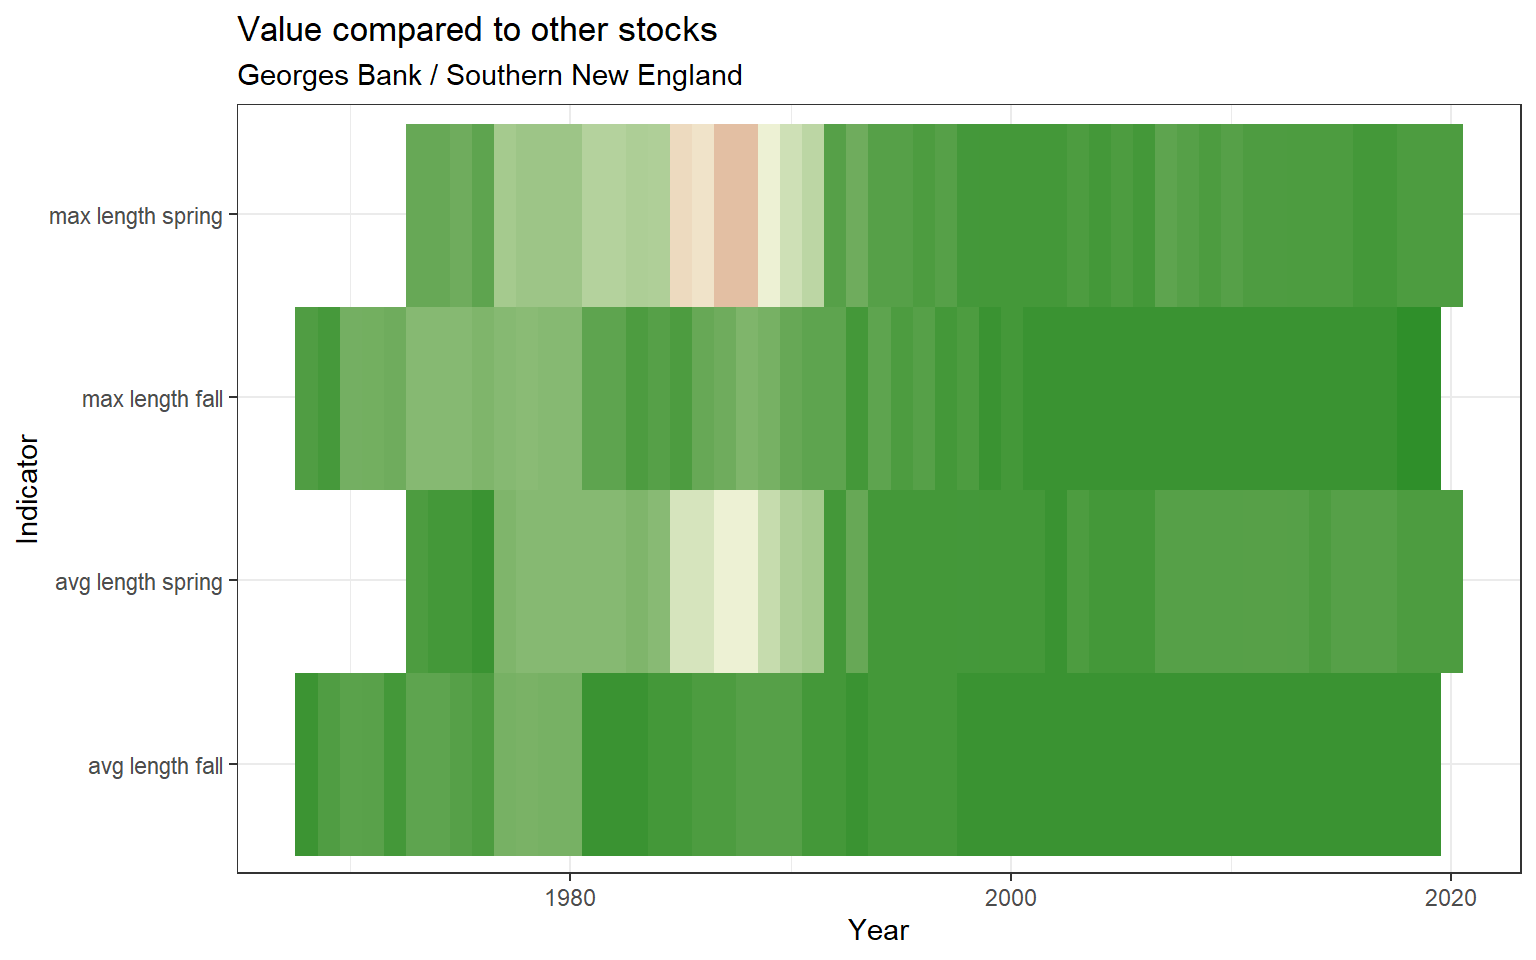 Value compared to other stocks
Georges Bank / Southern New England
Indicator
max length spring
max length fall
avg length spring
avg length fall
1980
2000
2020
Year